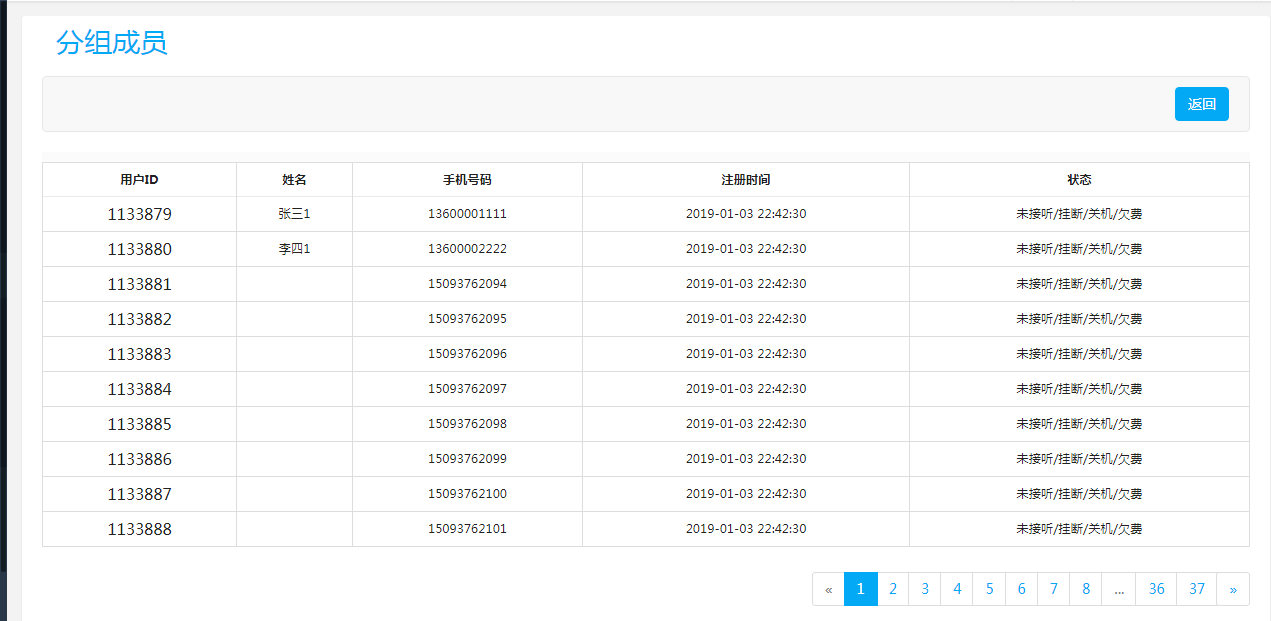 分组成员
返回
用户ID 姓名 手机号码 注册时间 状态
1133879 张三1 13600001111 2019-01-03 22:42:30 未接听/挂断/关机/欠费
1133880 李四1 13600002222 2019-01-03 22:42:30 未接听/挂断/关机/欠费
1133881 15093762094 2019-01-03 22:42:30 未接听/挂断/关机/欠费
1133882 15093762095 2019-01-03 22:42:30 未接听/挂断/关机/欠费
1133883 15093762096 2019-01-03 22:42:30 未接听/挂断/关机/欠费
1133884 15093762097 2019-01-03 22:42:30 未接听/挂断/关机/欠费
1133885 15093762098 2019-01-03 22:42:30 未接听/挂断/关机/欠费
1133886 15093762099 2019-01-03 22:42:30 未接听/挂断/关机/欠费
1133887 15093762100 2019-01-03 22:42:30 未接听/挂断/关机/欠费
1133888 15093762101 2019-01-03 22:42:30 未接听/挂断/关机/欠费
« 1 2 3 4 5 6 7 8 ... 36 37 »